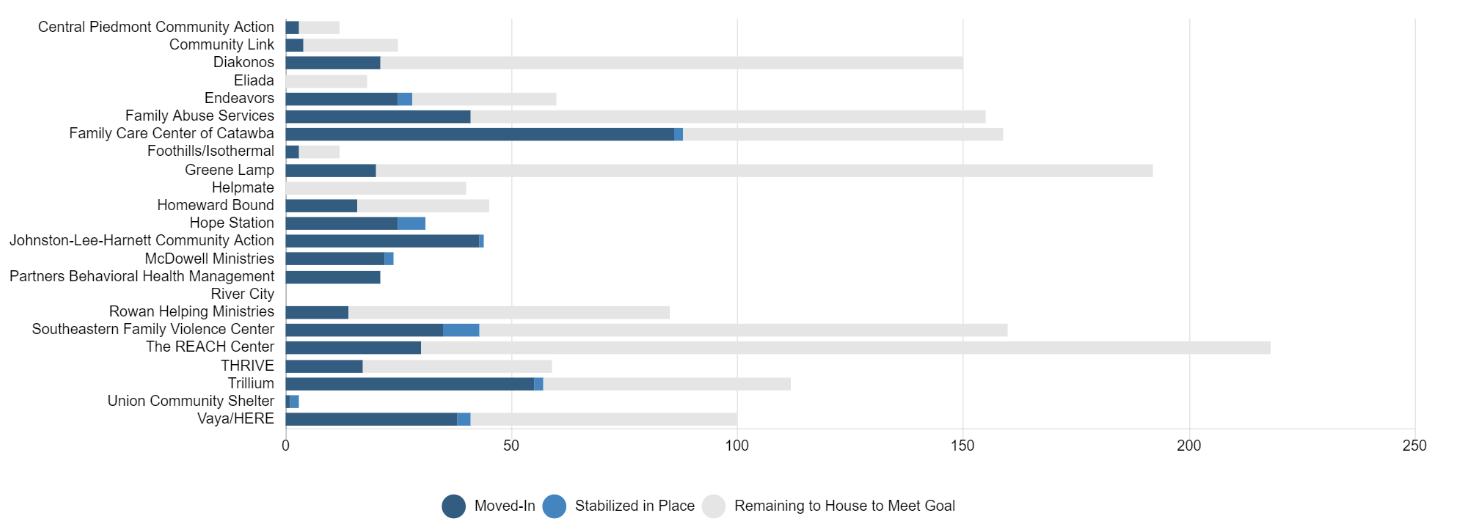 Central Piedmont Community Action
Community Link
Diakonos
Eliada
Endeavors
Family Abuse Services
Family Care Center of Catawba
Foothills/Isothermal
Greene Lamp
Helpmate
Homeward Bound
Hope Station
Johnston-Lee-Harnett Community Action
McDowell Ministries
Partners Behavioral Health Management
River City
Rowan Helping Ministries
Southeastern Family Violence Center
The REACH Center
THRIVE
Trillium
Union Community Shelter
Vaya/HERE
0 50 100 150 200 250
Moved-In Stabilized in Place Remaining to House to Meet Goal